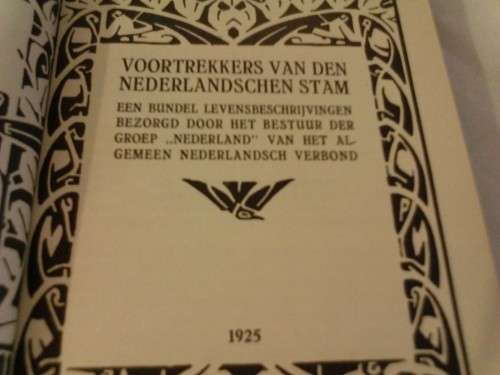 VOORTREKKERS VAN DEN
NEDERLANDSCHEN STAM
EEN BUNDEL LEVENSBESCHRIJVINGEN
BEZORGD DOOR HET BESTUUR DER
GROEP „NEDERLAND” VAN HET AL-
GEMEEN NEDERLANDSCH VERBOND
1925